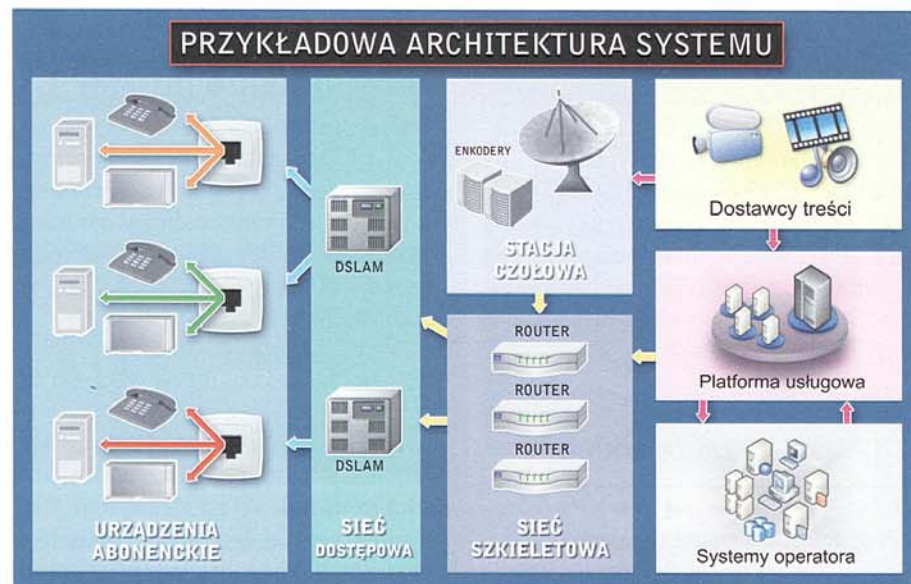 PRZYKŁADOWA ARCHITEKTURA SYSTEMU
DSLAM
DSLAM
URZĄDZENIA
ABONENCKIE
SIEĆ
DOSTĘPOWA
ENKODERY
STACJA
CZOŁOWA
ROUTER
ROUTER
ROUTER
SIEĆ
SZKIELETOWA
Dostawcy treści
Platforma usługowa
Systemy operatora